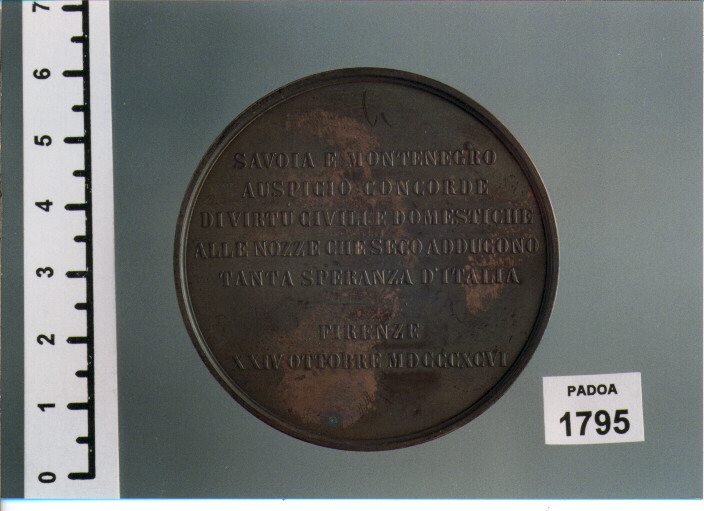 SAVOIA E MONTENEGRO
AUSPICIO CONCORDE
DI VIRTÙ CIVILI E DOMESTICHE
ALLE NOZZE CHE SECO ADDUCONO
TANTA SPERANZA D'ITALIA
FIRENZE
XXIV OTTOBRE MDCCCXCVI
PADOA
1795
7
6
5
4
3
2
1
0